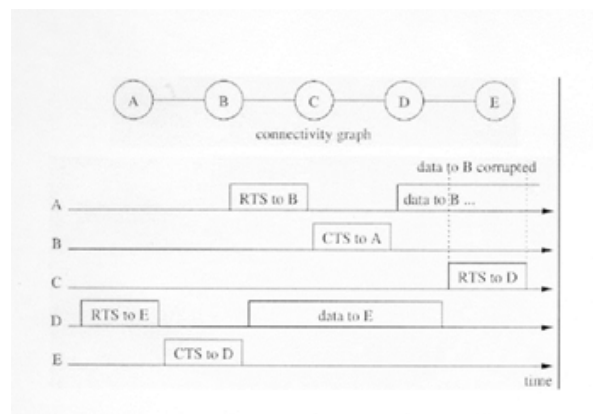 A B C D E
connectivity graph
data to B corrupted
A RTS to B data to B ...
B CTS to A
C RTS to D
D RTS to E data to E
E CTS to D
time